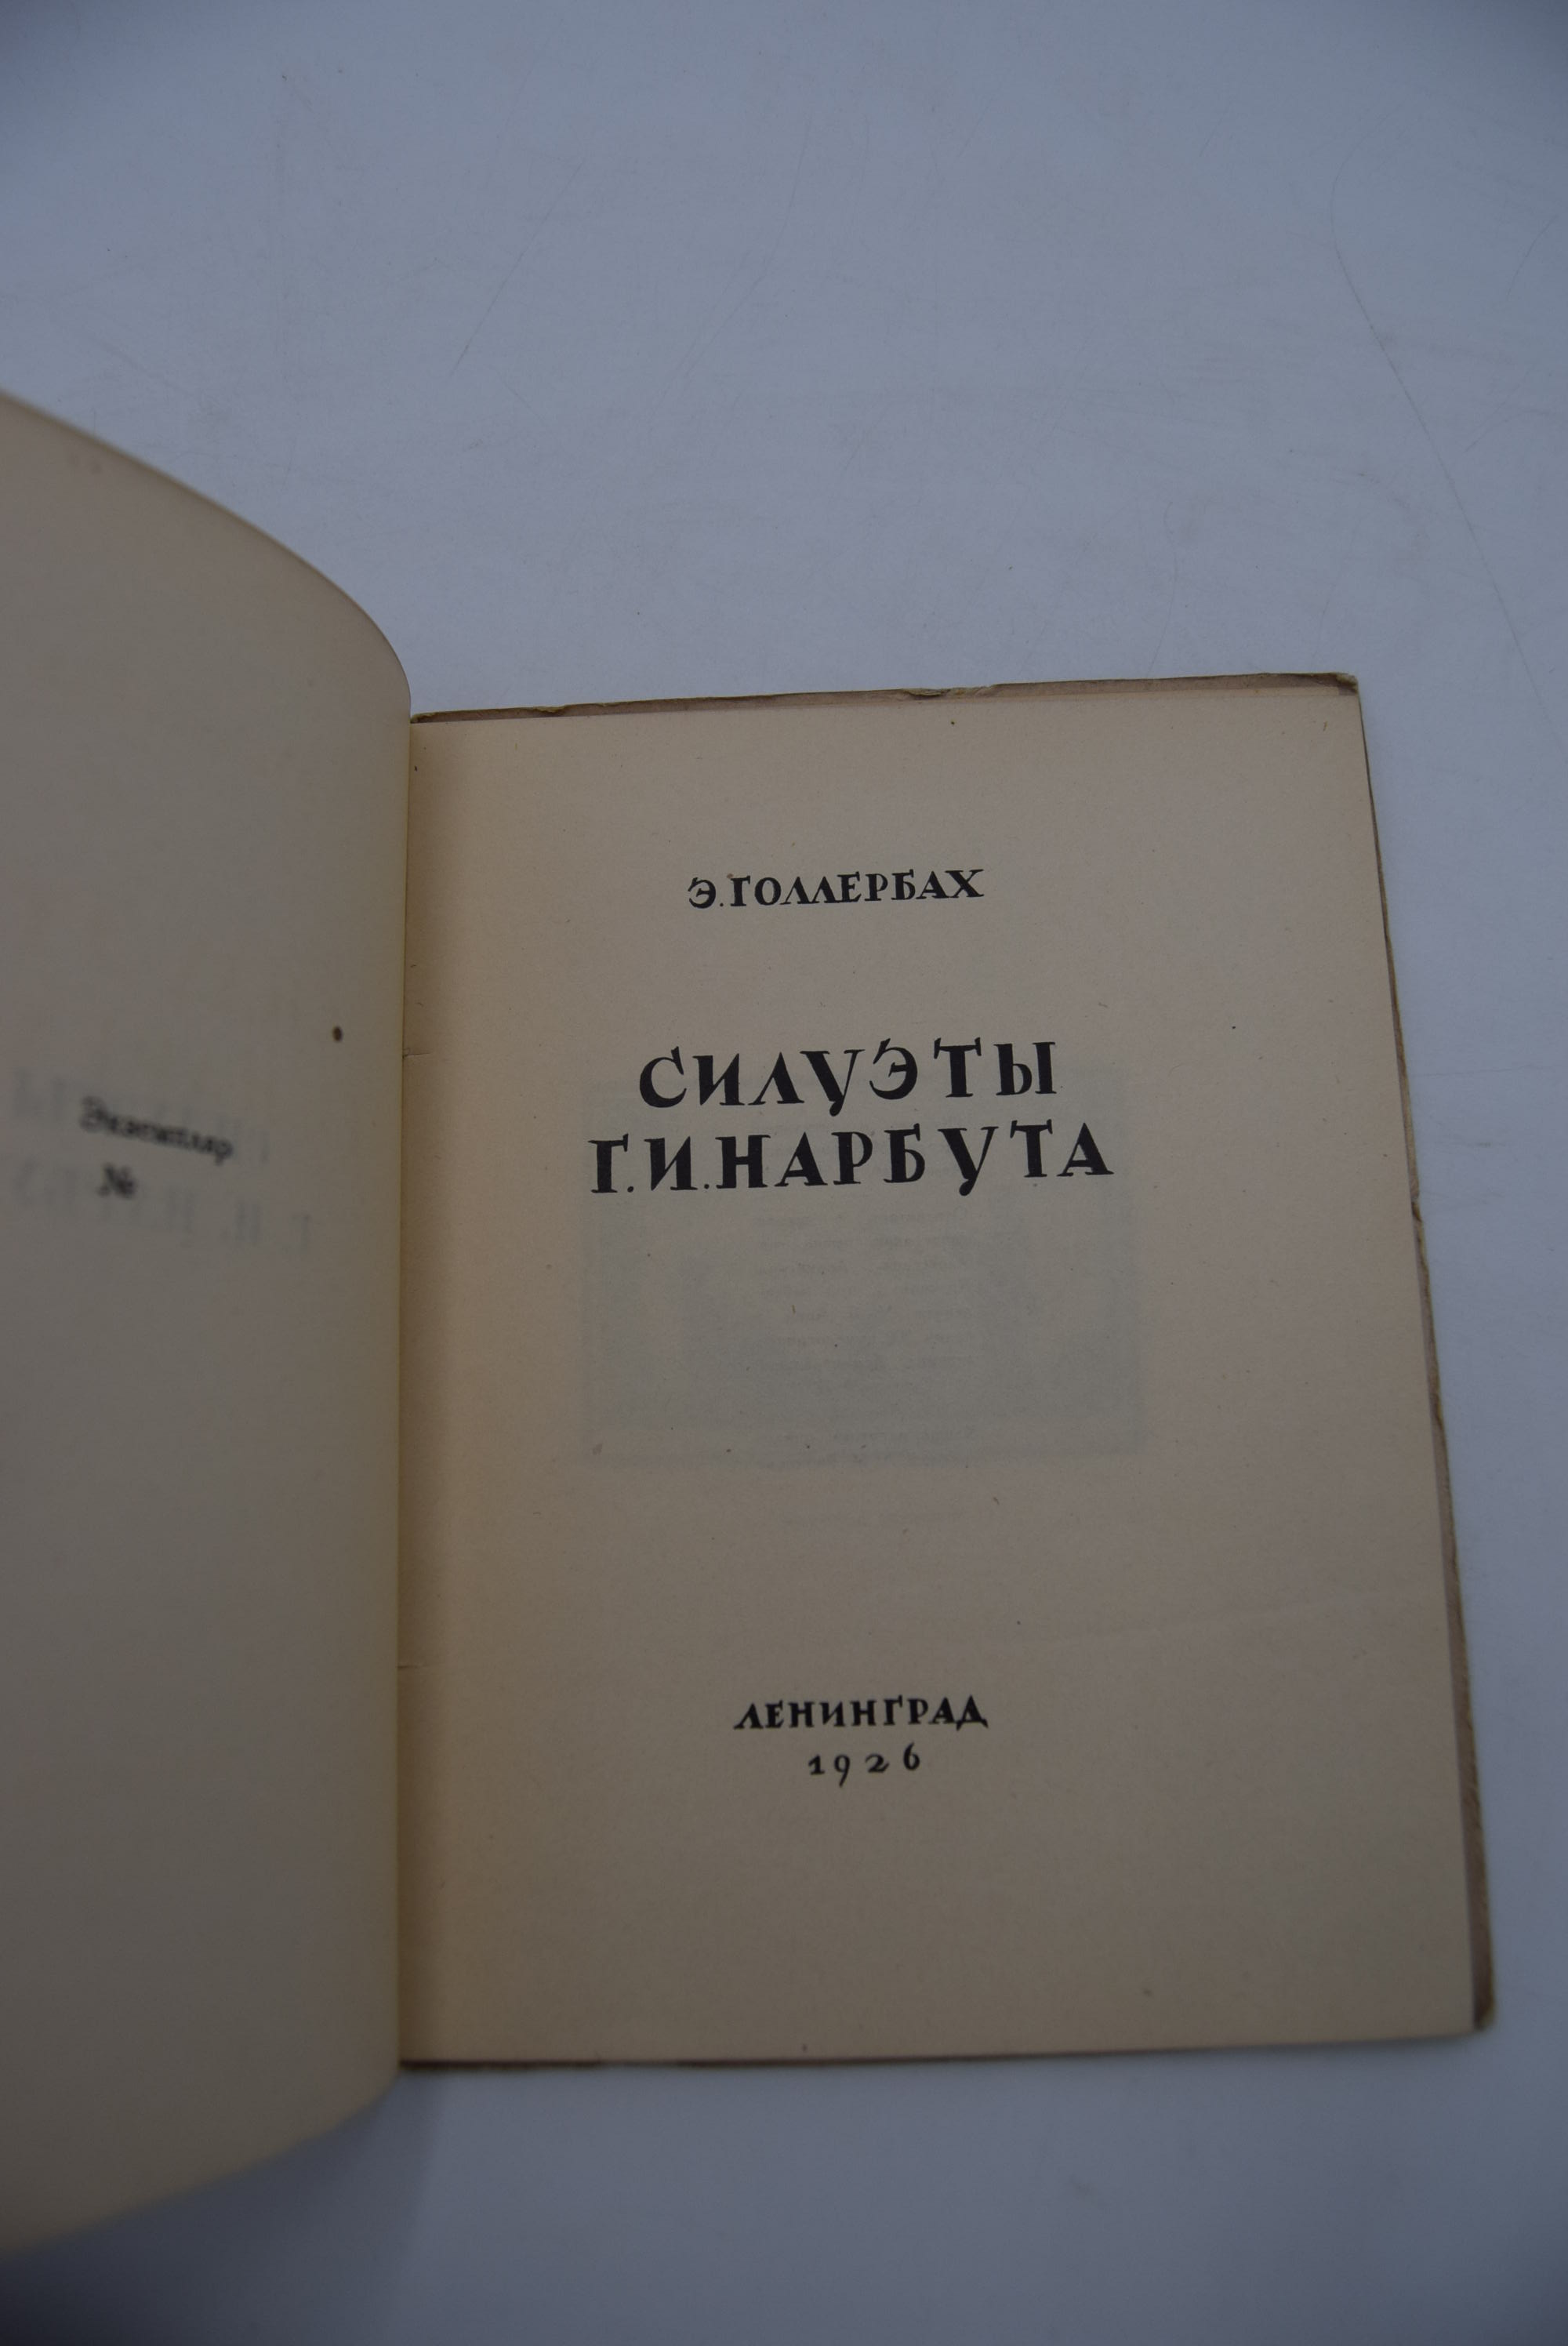 Экземпляр
№
Э. ГОЛЛЕРБАХ
СИЛУЭТЫ
Г. И. НАРБУТА
ЛЕНИНГРАД
1926